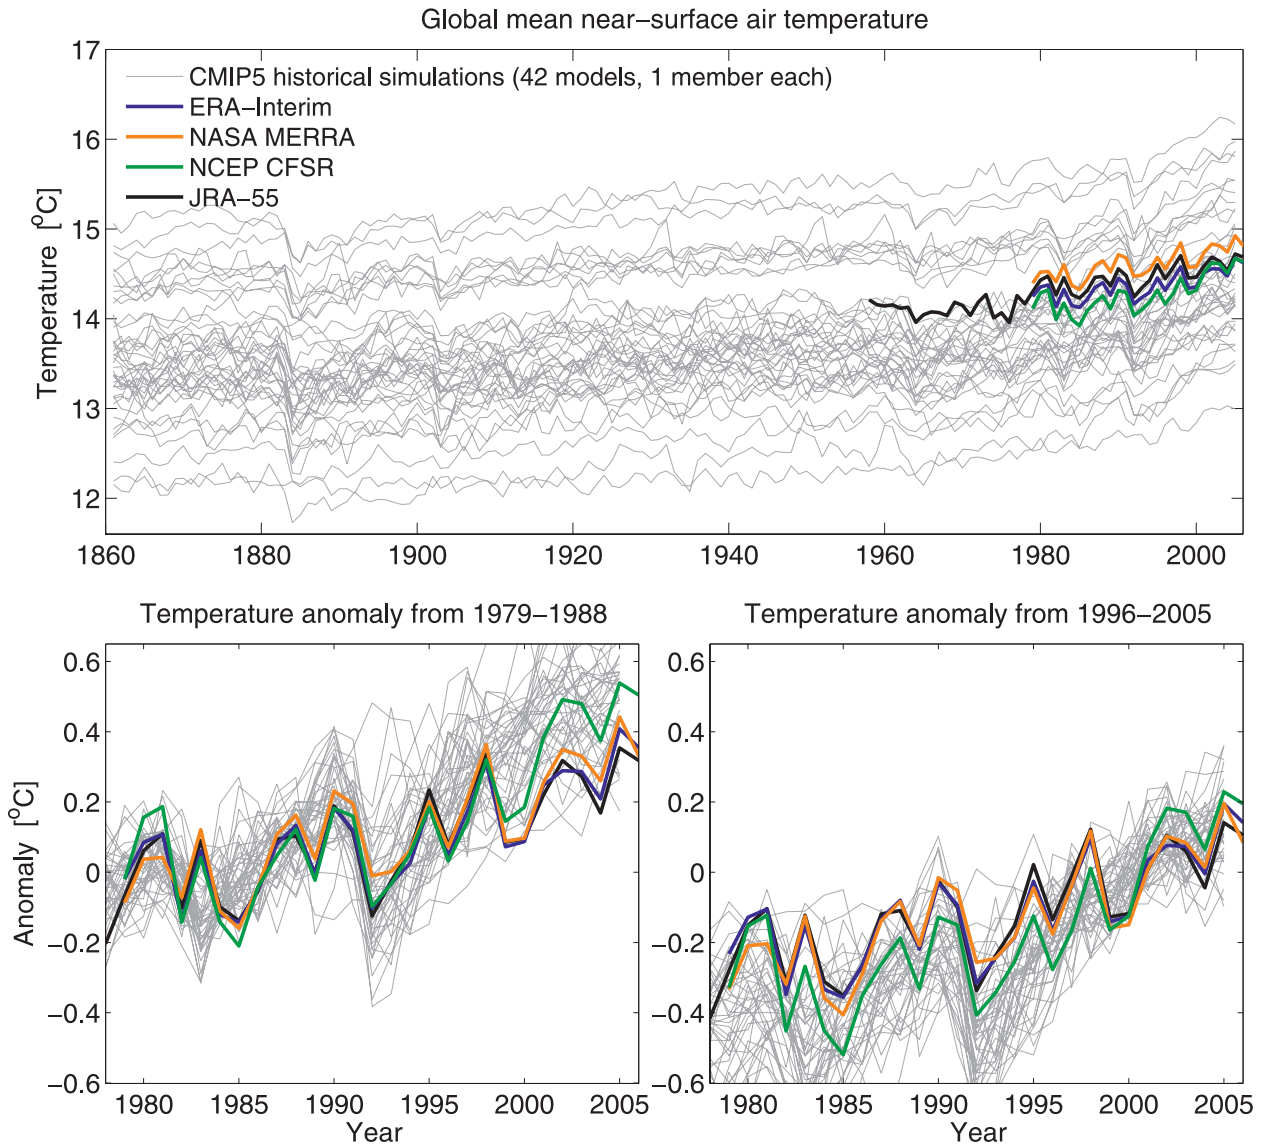 Global mean near−surface air temperature
17
16
15
14
13
12
Temperature [°C]
CMIP5 historical simulations (42 models, 1 member each)
ERA−Interim
NASA MERRA
NCEP CFSR
JRA−55
1860 1880 1900 1920 1940 1960 1980 2000
Temperature anomaly from 1979−1988
0.6
0.4
0.2
0
−0.2
−0.4
−0.6
Anomaly [°C]
1980 1985 1990 1995 2000 2005
Year
Temperature anomaly from 1996−2005
0.6
0.4
0.2
0
−0.2
−0.4
−0.6
1980 1985 1990 1995 2000 2005
Year